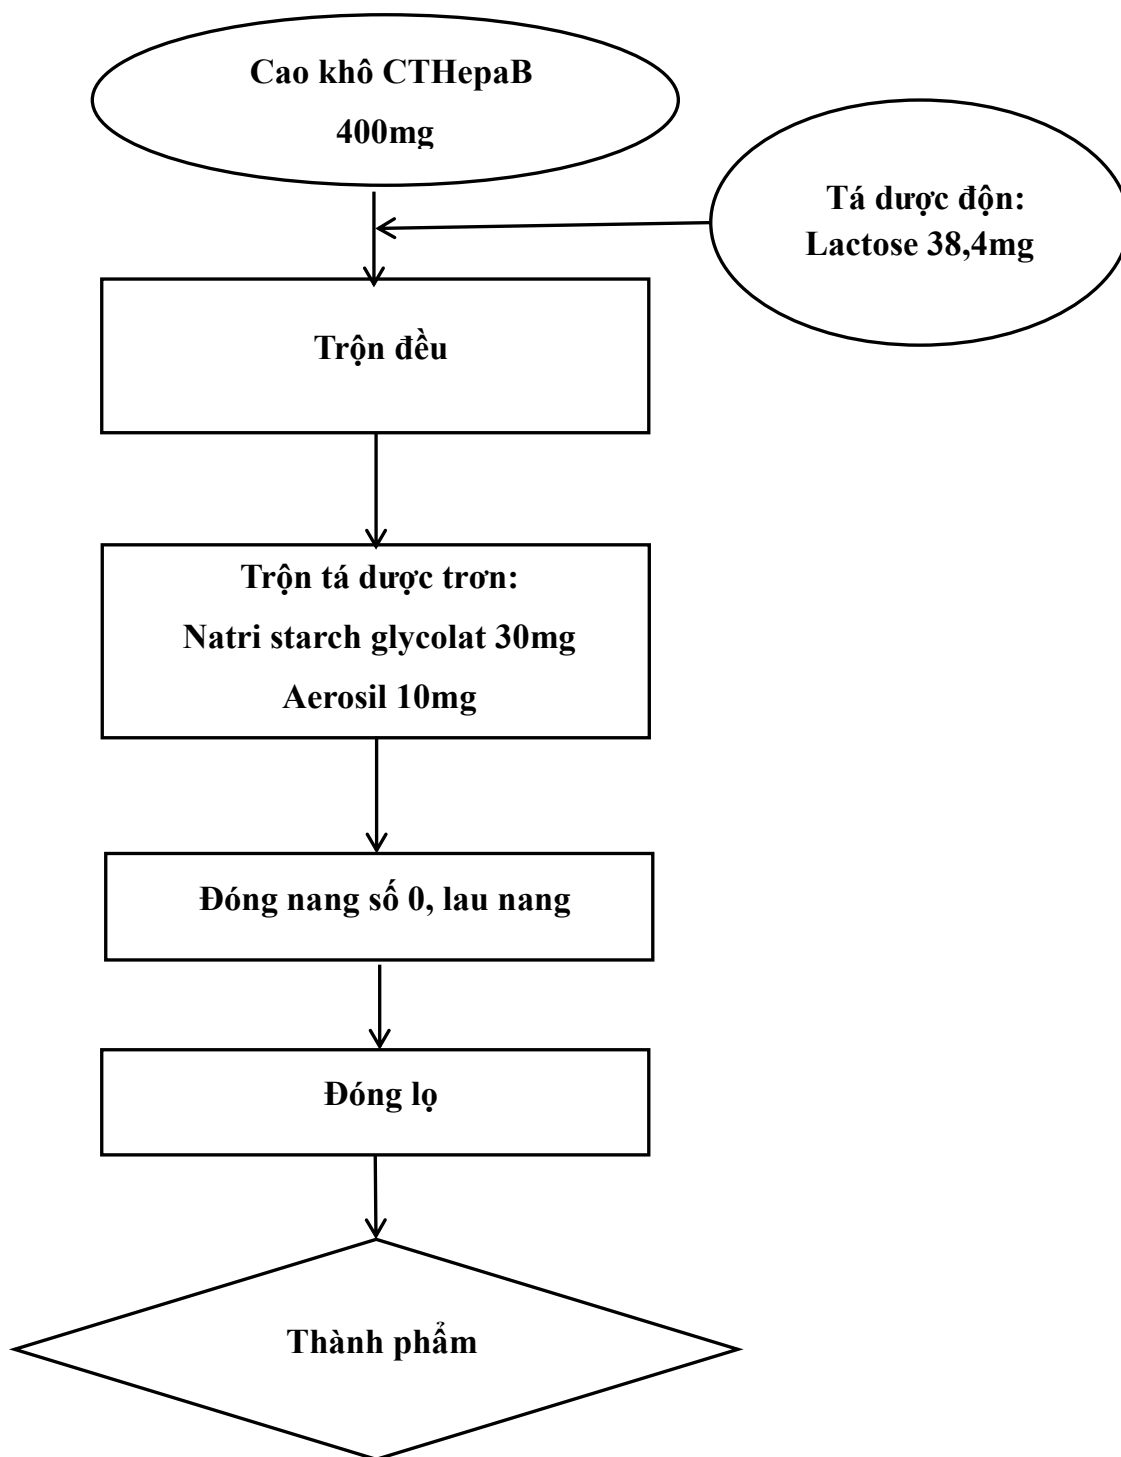 Cao khô CTHepaB
400mg
Tá dược độn:
Lactose 38,4mg
Trộn đều
Trộn tá dược trơn:
Natri starch glycolat 30mg
Aerosil 10mg
Đóng nang số 0, lau nang
Đóng lọ
Thành phẩm